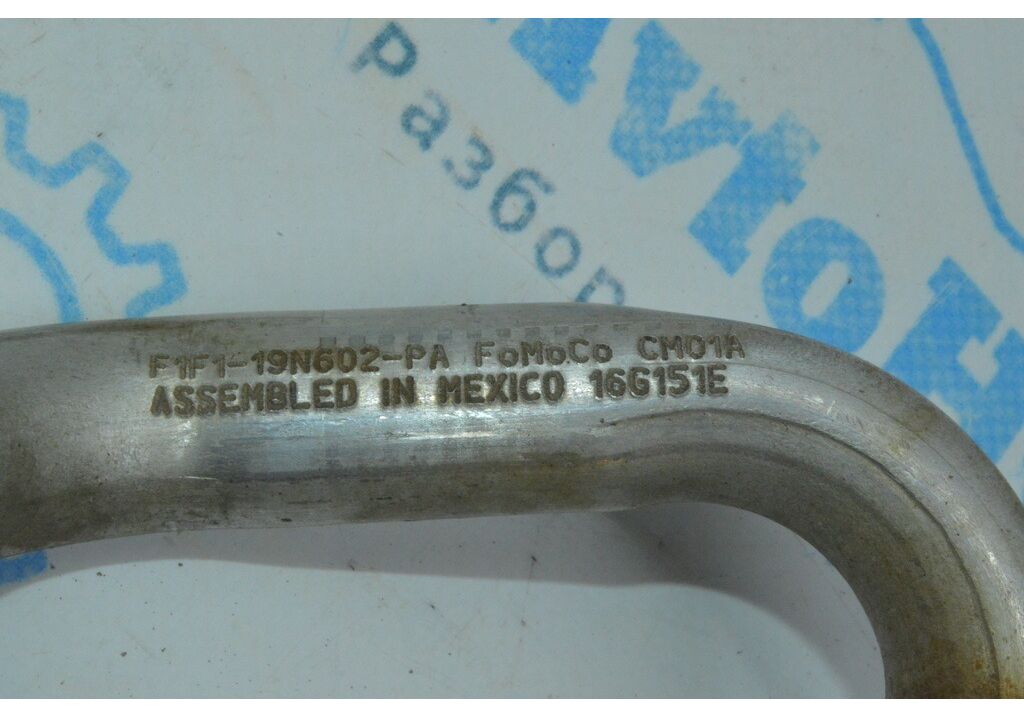 разбор
F1F1-19N602-PA FoMoCo CM01A
ASSEMBLED IN MEXICO 16G151E